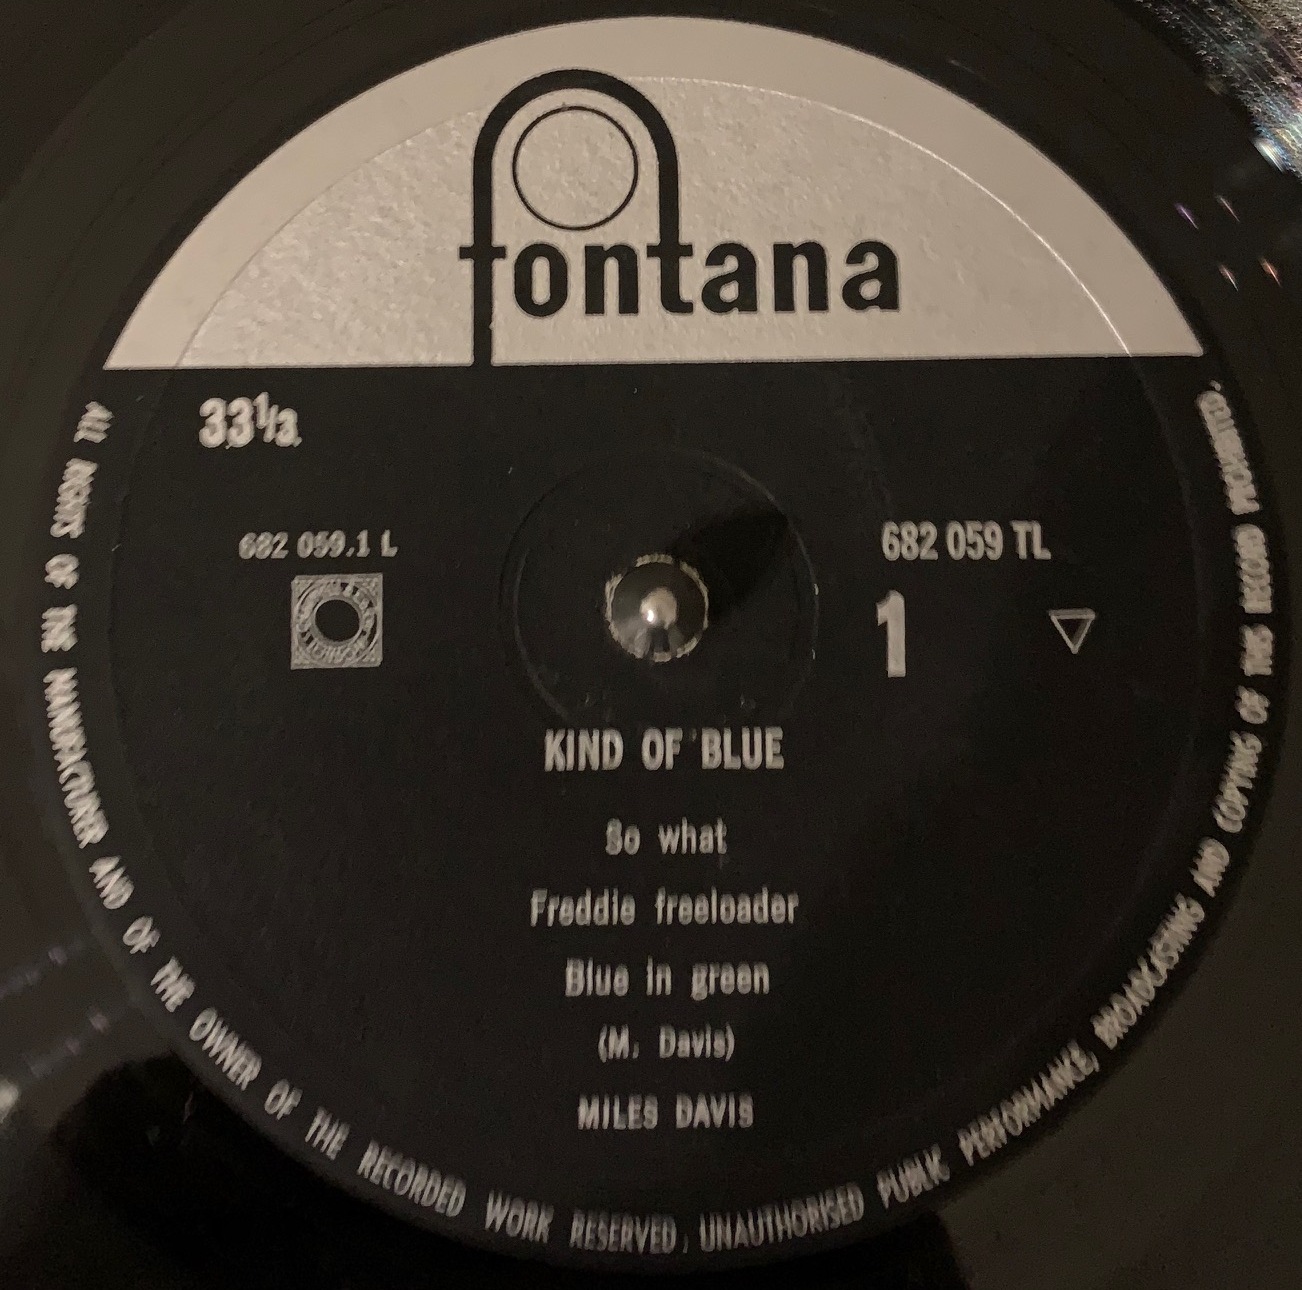 fontana
33⅓
682 059.1 L
682 059 TL
1
KIND OF BLUE
So what
Freddie freeloader
Blue in green
(M. Davis)
MILES DAVIS
ALL RIGHTS OF THE MANUFACTURER AND OF THE OWNER OF THE RECORDED WORK RESERVED, UNAUTHORISED PUBLIC PERFORMANCE, BROADCASTING AND COPYING OF THIS RECORD PROHIBITED.